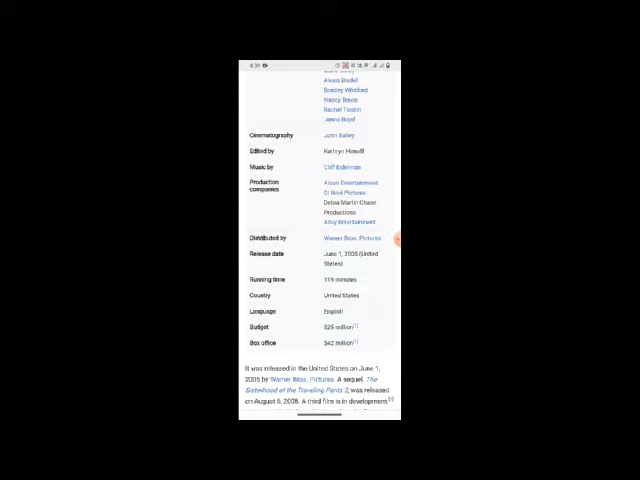 Alexis Bledel
Bradley Whitford
Nancy Travis
Rachel Ticotin
Jenna Boyd
Cinematography John Bailey
Edited by Kathryn Himoff
Music by Cliff Eidelman
Production companies
Alcon Entertainment
Di Novi Pictures
Debra Martin Chase
Productions
Alloy Entertainment
Distributed by Warner Bros. Pictures
Release date June 1, 2005 (United
States)
Running time 119 minutes
Country United States
Language English
Budget $25 million[1]
Box office $42 million[1]
It was released in the United States on June 1,
2005 by Warner Bros. Pictures. A sequel, The
Sisterhood of the Traveling Pants 2, was released
on August 6, 2008. A third film is in development.